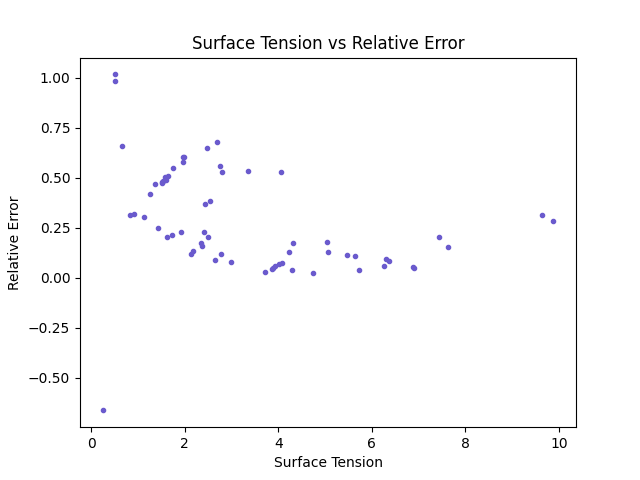 Surface Tension vs Relative Error
1.00
0.75
0.50
0.25
0.00
−0.25
−0.50
Relative Error
0 2 4 6 8 10
Surface Tension